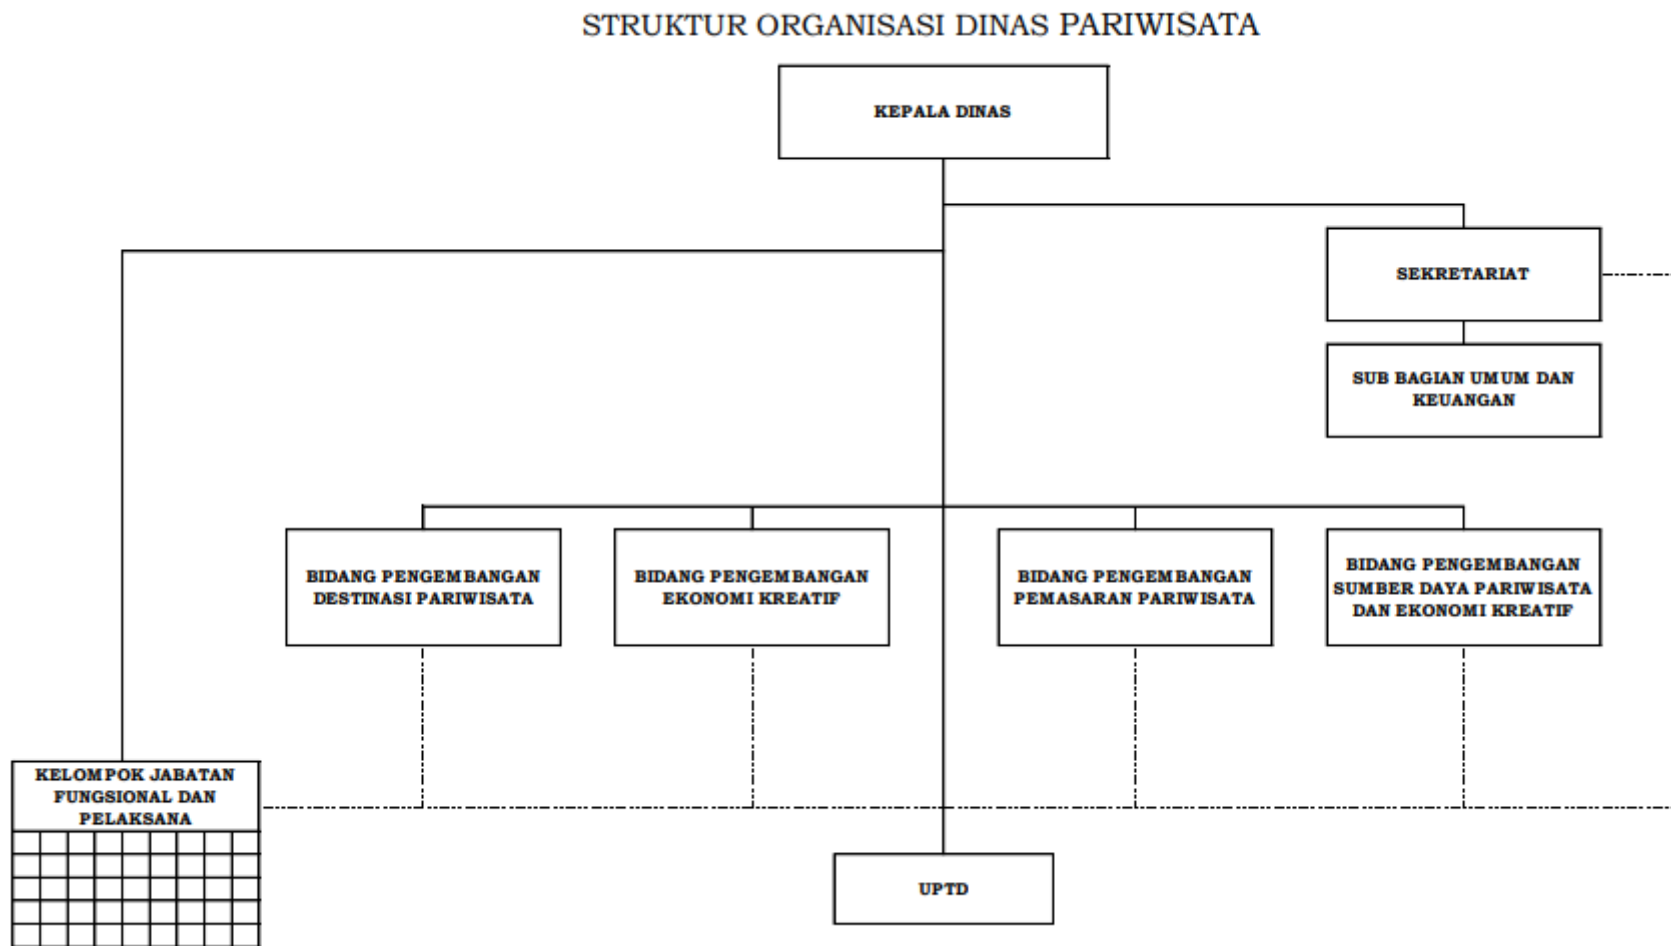 STRUKTUR ORGANISASI DINAS PARIWISATA
KEPALA DINAS
SEKRETARIAT
SUB BAGIAN UMUM DAN
KEUANGAN
BIDANG PENGEMBANGAN
DESTINASI PARIWISATA
BIDANG PENGEMBANGAN
EKONOMI KREATIF
BIDANG PENGEMBANGAN
PEMASARAN PARIWISATA
BIDANG PENGEMBANGAN
SUMBER DAYA PARIWISATA
DAN EKONOMI KREATIF
KELOMPOK JABATAN
FUNGSIONAL DAN
PELAKSANA
UPTD